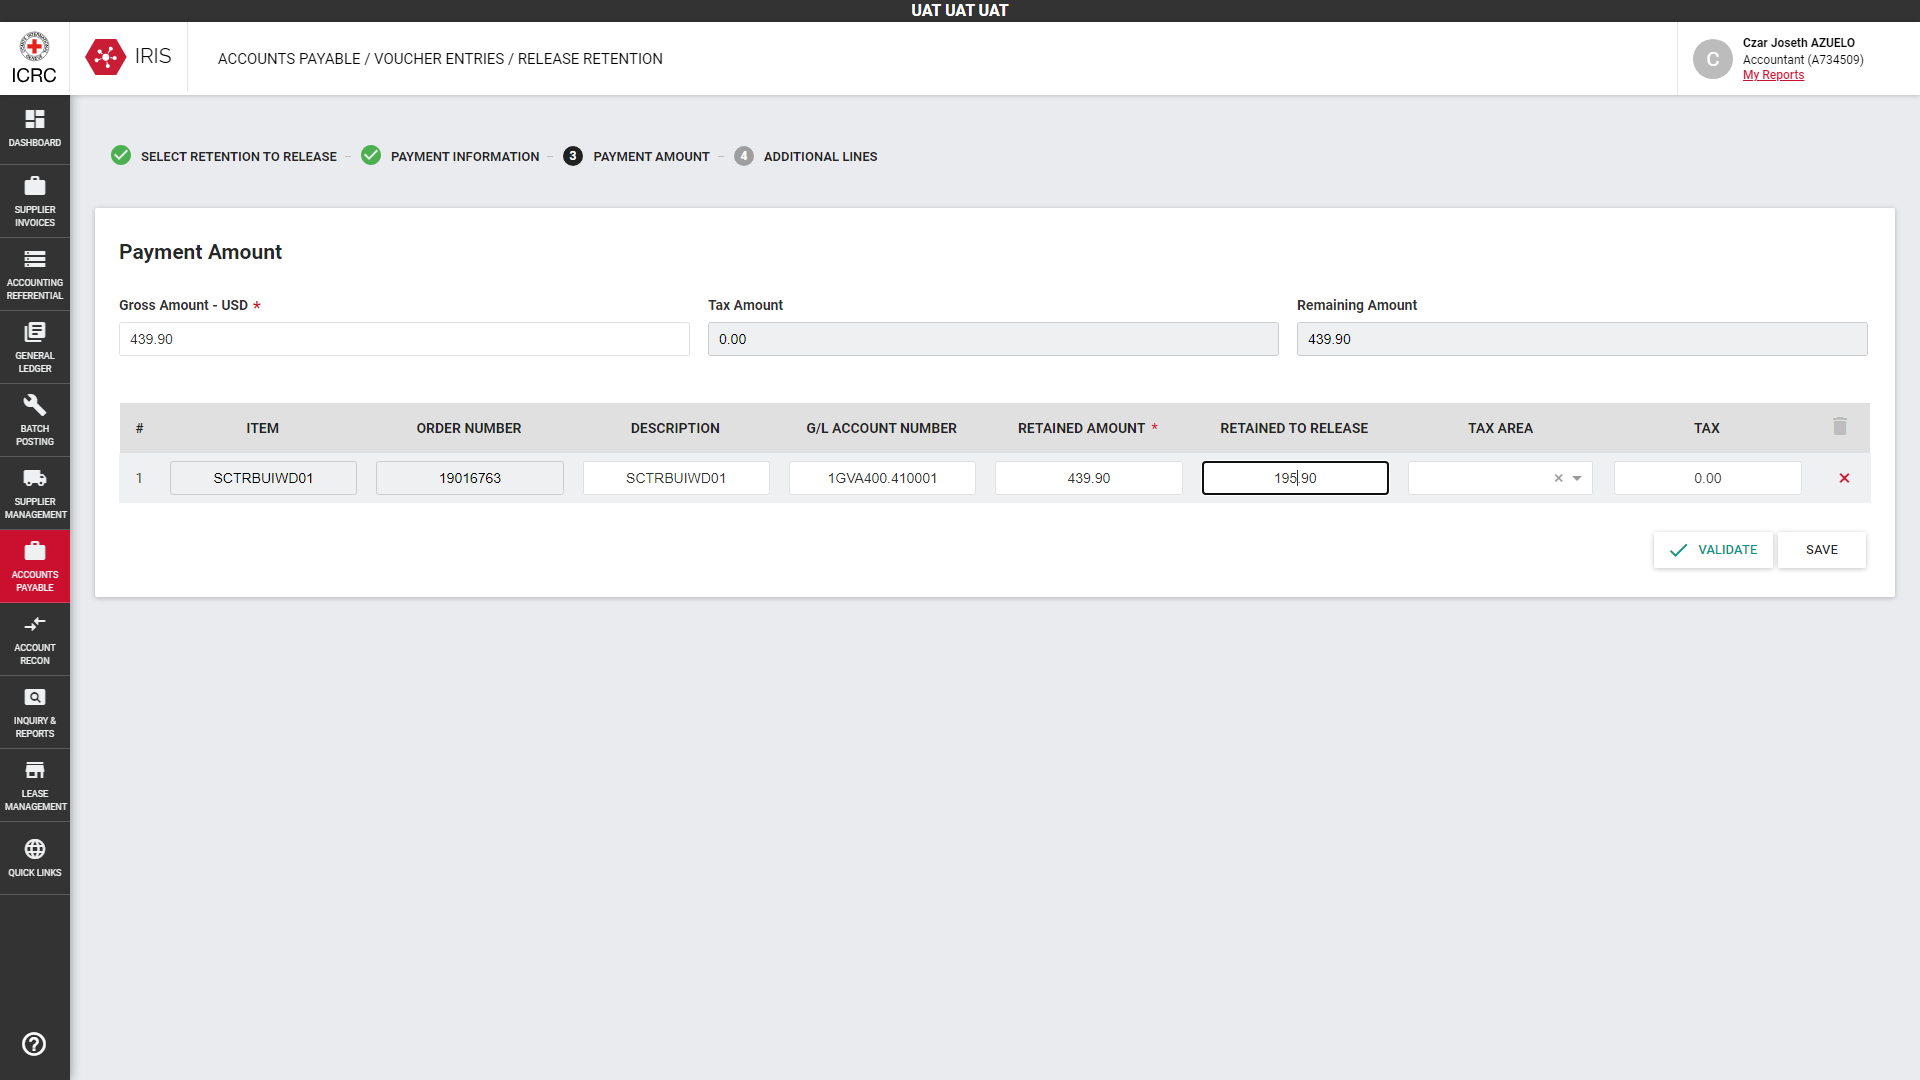 UAT UAT UAT
ICRC
IRIS
ACCOUNTS PAYABLE / VOUCHER ENTRIES / RELEASE RETENTION
C
Czar Joseth AZUELO
Accountant (A734509)
My Reports
DASHBOARD
SUPPLIER
INVOICES
ACCOUNTING
REFERENTIAL
GENERAL
LEDGER
BATCH
POSTING
SUPPLIER
MANAGEMENT
ACCOUNTS
PAYABLE
ACCOUNT
RECON
INQUIRY &
REPORTS
LEASE
MANAGEMENT
QUICK LINKS
SELECT RETENTION TO RELEASE
PAYMENT INFORMATION
3 PAYMENT AMOUNT
4 ADDITIONAL LINES
Payment Amount
Gross Amount - USD *
439.90
Tax Amount
0.00
Remaining Amount
439.90
# ITEM ORDER NUMBER DESCRIPTION G/L ACCOUNT NUMBER RETAINED AMOUNT * RETAINED TO RELEASE TAX AREA TAX
1 SCTRBUIWD01 19016763 SCTRBUIWD01 1GVA400.410001 439.90 195.90 0.00
VALIDATE
SAVE